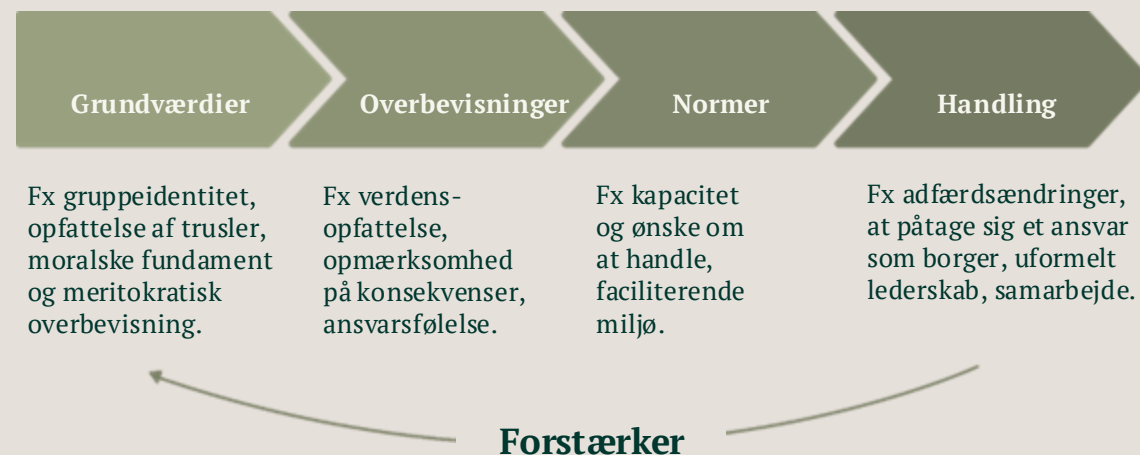 Grundværdier
Overbevisninger
Normer
Handling
Fx gruppeidentitet,
opfattelse af trusler,
moralske fundament
og meritokratisk
overbevisning.
Fx verdens-
opfattelse,
opmærksomhed
på konsekvenser,
ansvarsfølelse.
Fx kapacitet
og ønske om
at handle,
faciliterende
miljø.
Fx adfærdsændringer,
at påtage sig et ansvar
som borger, uformelt
lederskab, samarbejde.
Forstærker